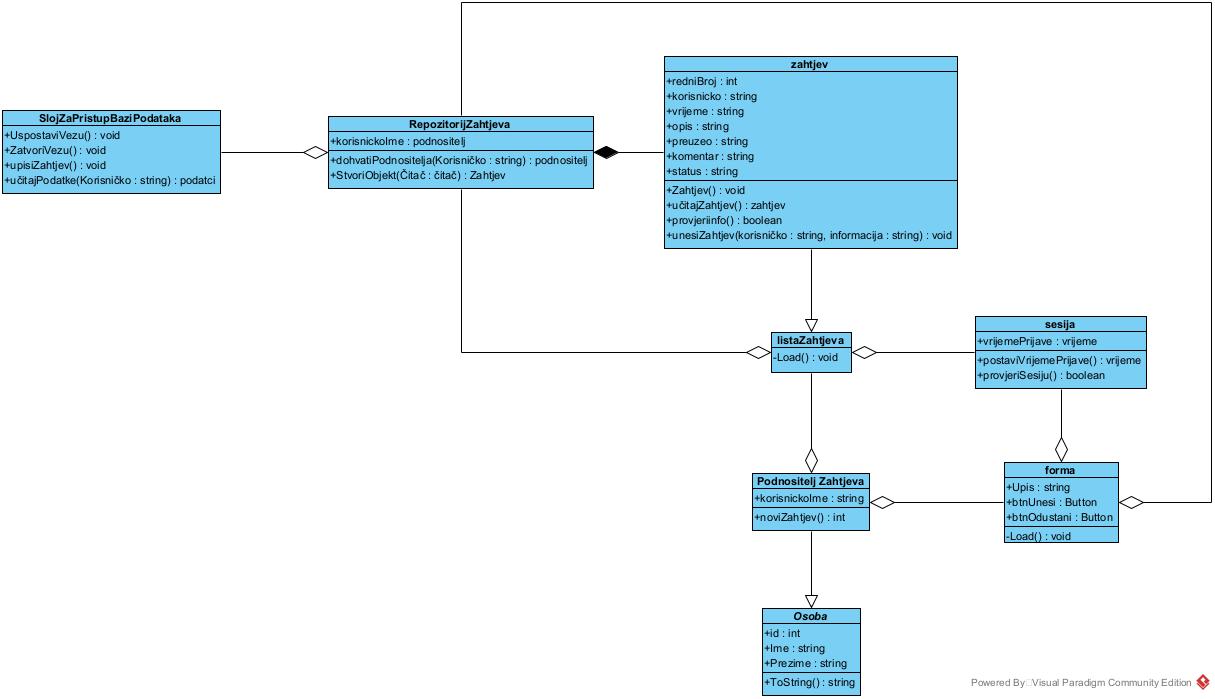 SlojZaPristupBaziPodataka
+UspostaviVezu() : void
+ZatvoriVezu() : void
+upisiZahtjev() : void
+učitajPodatke(Korisničko : string) : podatci
RepozitorijZahtjeva
+korisnickoIme : podnositelj
+dohvatiPodnositelja(Korisničko : string) : podnositelj
+StvoriObjekt(Čitač : čitač) : Zahtjev
zahtjev
+redniBroj : int
+korisnicko : string
+vrijeme : string
+opis : string
+preuzeo : string
+komentar : string
+status : string
+Zahtjev() : void
+učitajZahtjev() : zahtjev
+provjeriinfo() : boolean
+unesiZahtjev(korisničko : string, informacija : string) : void
listaZahtjeva
-Load() : void
sesija
+vrijemePrijave : vrijeme
+postaviVrijemePrijave() : vrijeme
+provjeriSesiju() : boolean
Podnositelj Zahtjeva
+korisnickoIme : string
+noviZahtjev() : int
forma
+Upis : string
+btnUnesi : Button
+btnOdustani : Button
-Load() : void
Osoba
+id : int
+Ime : string
+Prezime : string
+ToString() : string
Powered By Visual Paradigm Community Edition